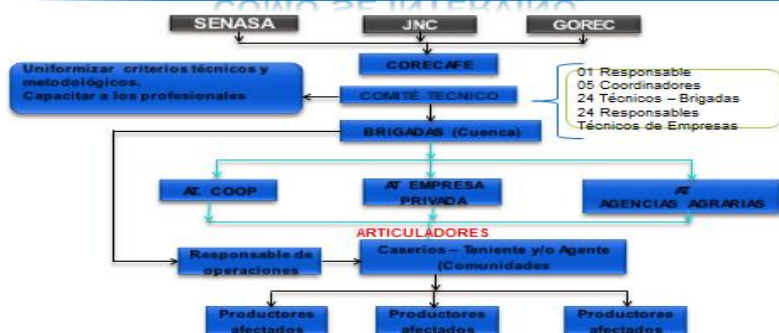 SENASA
JNC
GOREC
CORECAFE
Uniformizar criterios técnicos y
metodológicos.
Capacitar a los profesionales
COMITÉ TECNICO
01 Responsable
05 Coordinadores
24 Técnicos – Brigadas
24 Responsables
Técnicos de Empresas
BRIGADAS (Cuenca)
AT. COOP
AT EMPRESA
PRIVADA
AT
AGENCIAS AGRARIAS
ARTICULADORES
Responsable de
operaciones
Caserios – Teniente y/o Agente
(Comunidades
Productores
afectados
Productores
afectados
Productores
afectados